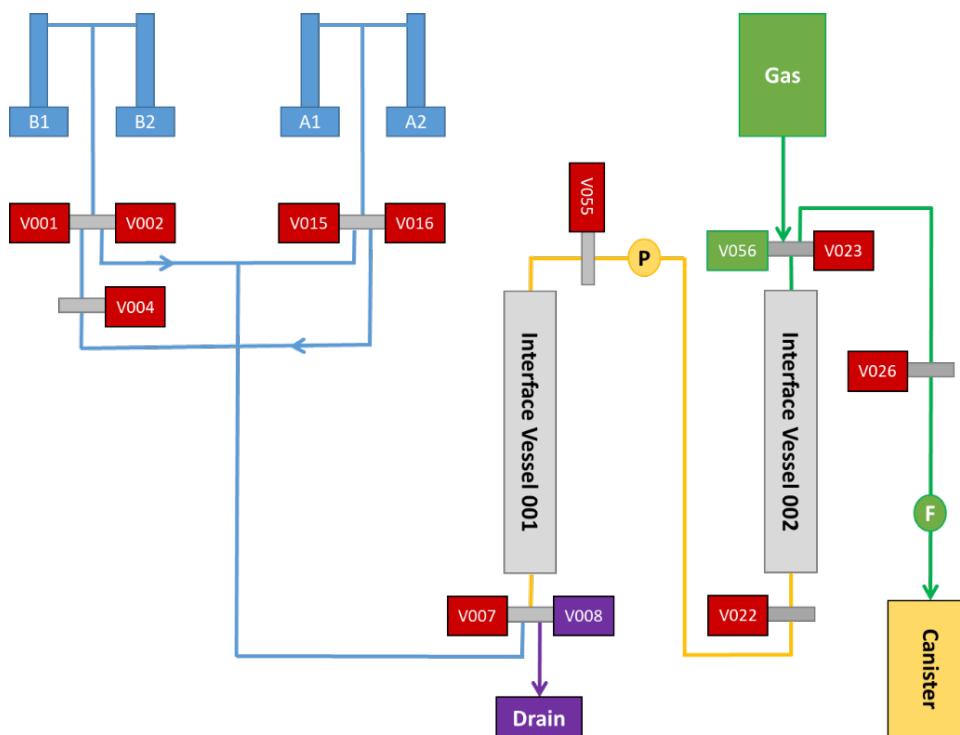 Gas
B1
B2
A1
A2
V055
V001
V002
V015
V016
V056
V023
P
V004
V026
Interface Vessel 001
Interface Vessel 002
F
V007
V008
V022
Canister
Drain